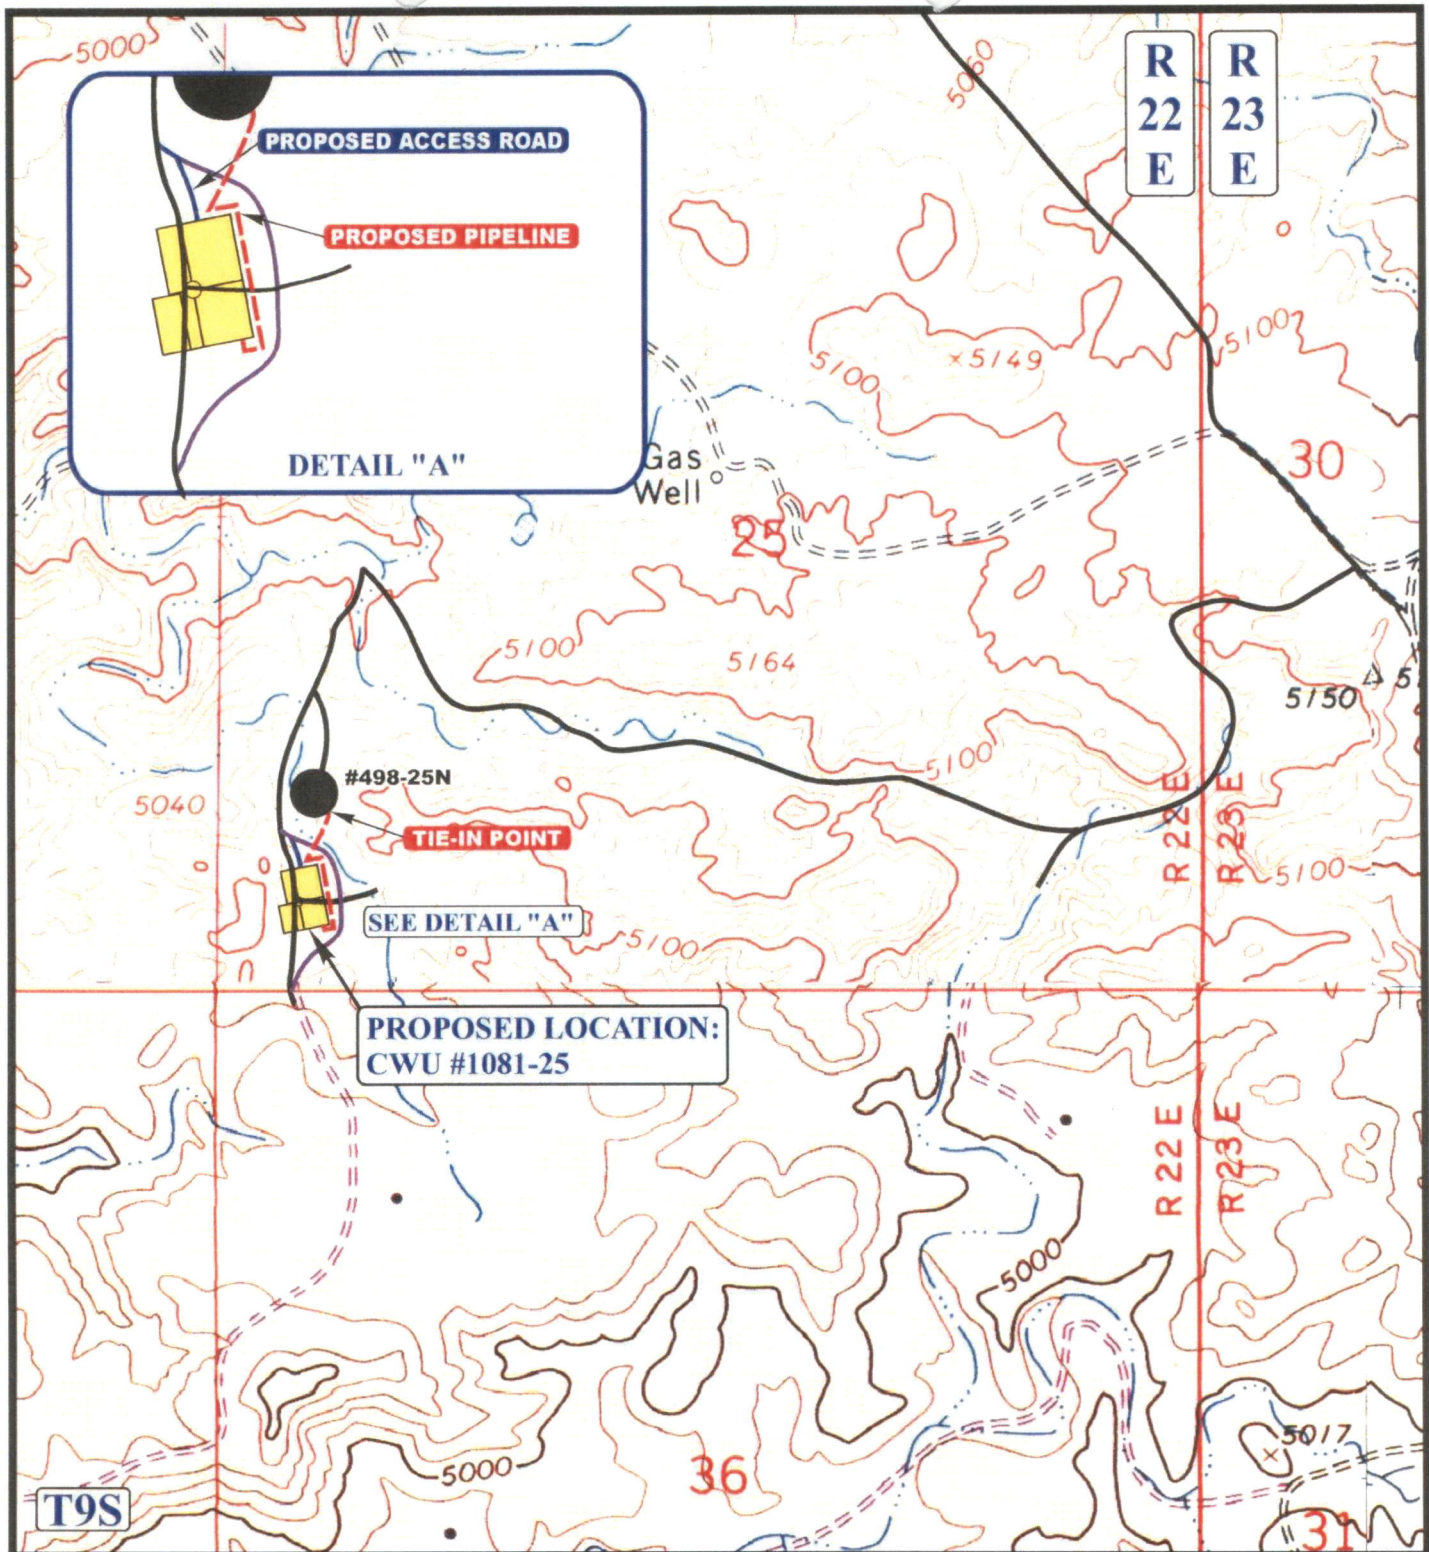 5000
5060
R
22
E
R
23
E
PROPOSED ACCESS ROAD
PROPOSED PIPELINE
DETAIL "A"
5100
×5149
5100
Gas
Well
25
30
5100
5164
5150
5100
#498-25N
5040
TIE-IN POINT
R 22 E
R 23 E
5100
SEE DETAIL "A"
5100
PROPOSED LOCATION:
CWU #1081-25
R 22 E
R 23 E
5000
5017
5000
36
T9S
31